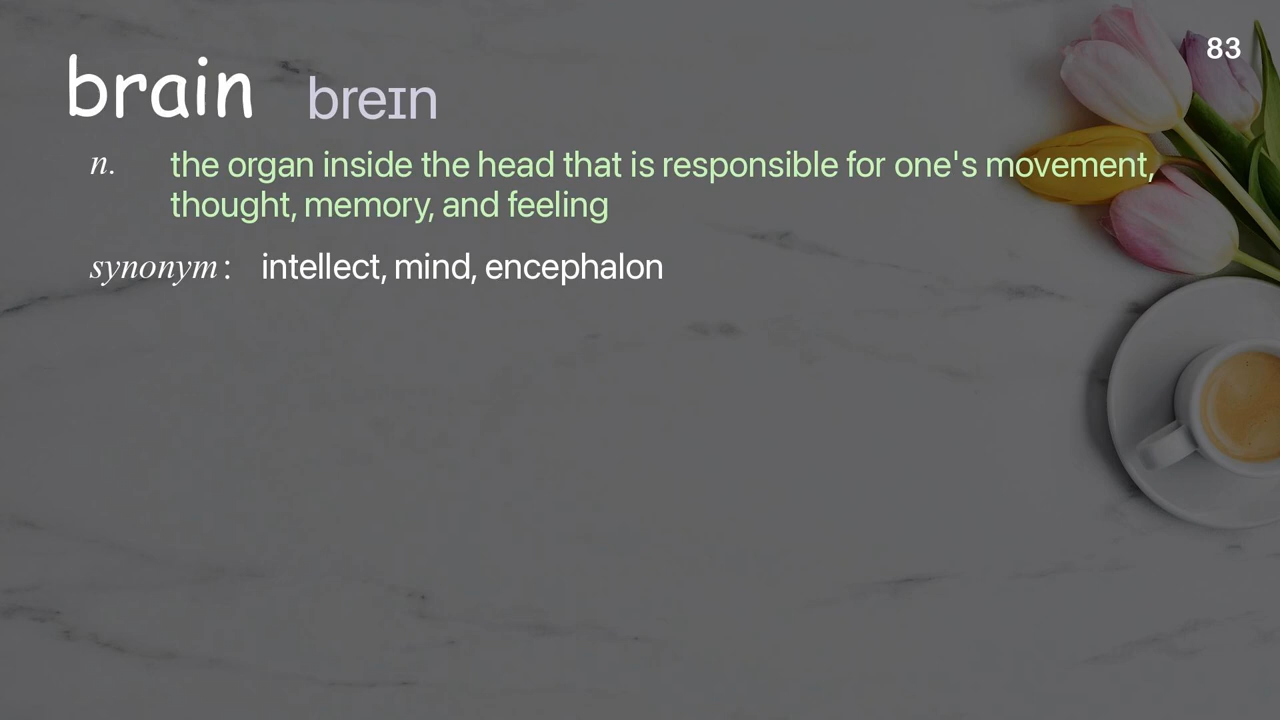 83
brain breɪn
n. the organ inside the head that is responsible for one's movement,
thought, memory, and feeling
synonym: intellect, mind, encephalon